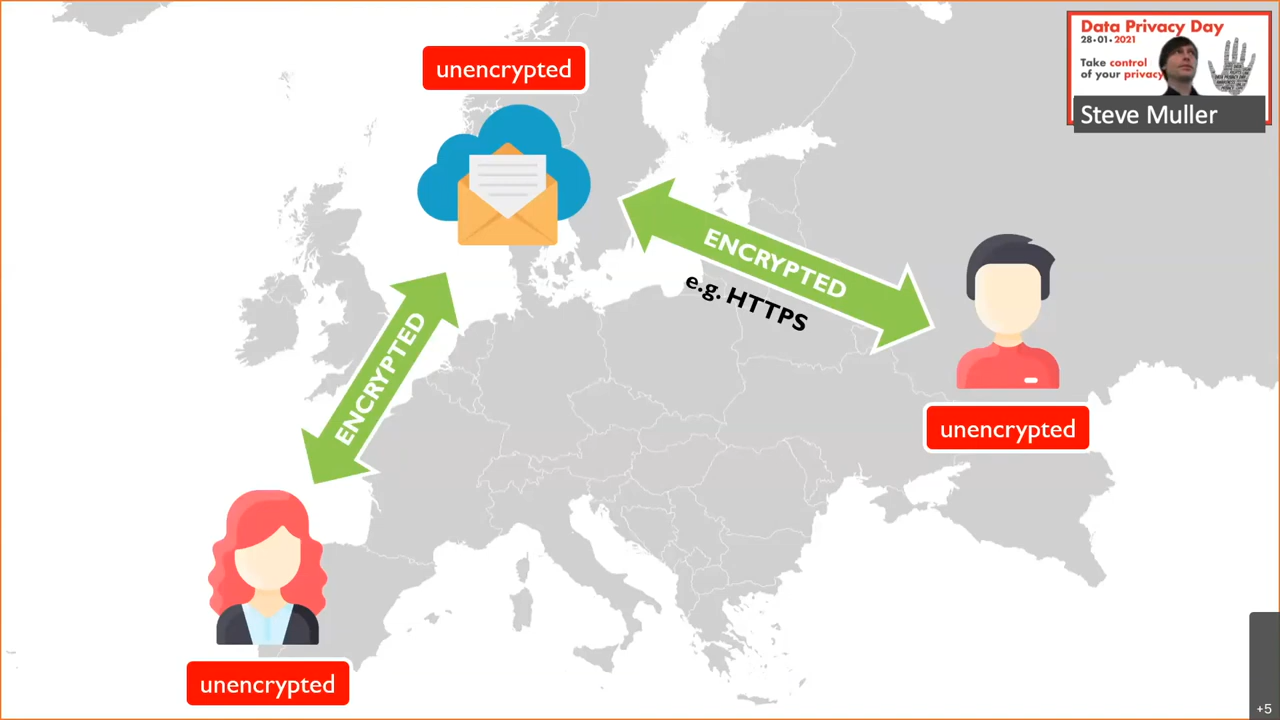 unencrypted
Data Privacy Day
28•01•2021
Take control
of your privacy
Steve Muller
ENCRYPTED
e.g. HTTPS
ENCRYPTED
unencrypted
unencrypted
+5